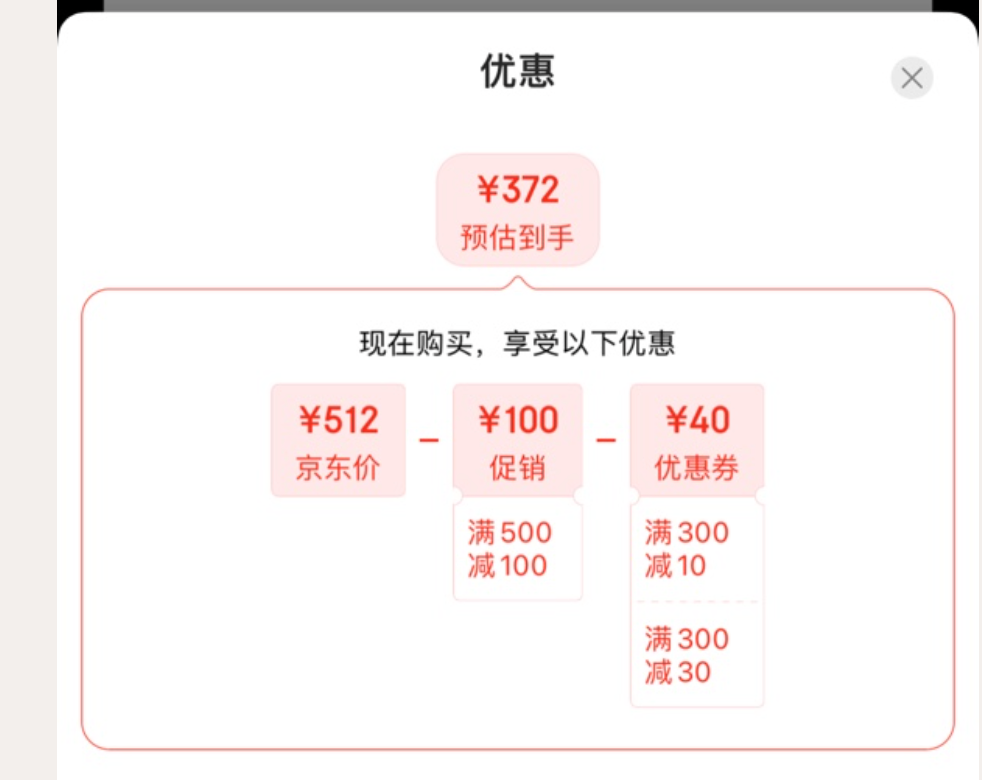 优惠
¥372
预估到手
现在购买，享受以下优惠
¥512 - ¥100 - ¥40
京东价 促销 优惠券
满500 满300
减100 减10
满300
减30